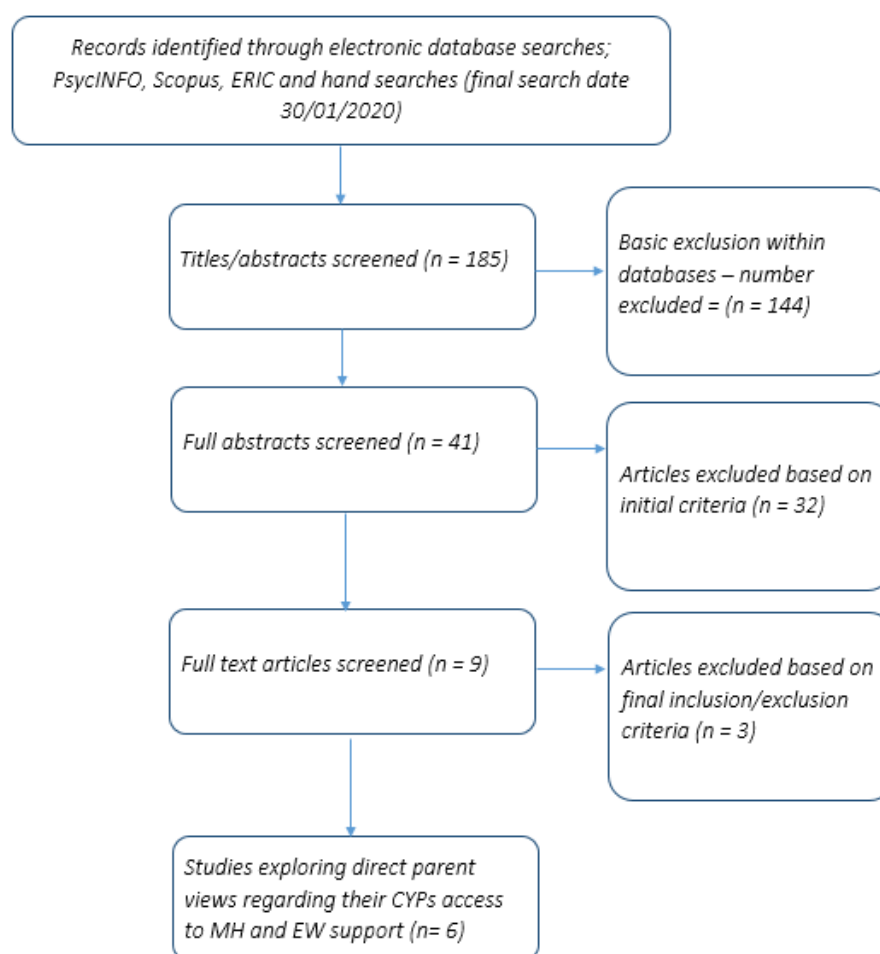 Records identified through electronic database searches;
PsycINFO, Scopus, ERIC and hand searches (final search date
30/01/2020)
Titles/abstracts screened (n = 185)
Basic exclusion within
databases – number
excluded = (n = 144)
Full abstracts screened (n = 41)
Articles excluded based on
initial criteria (n = 32)
Full text articles screened (n = 9)
Articles excluded based on
final inclusion/exclusion
criteria (n = 3)
Studies exploring direct parent
views regarding their CYPs access
to MH and EW support (n= 6)